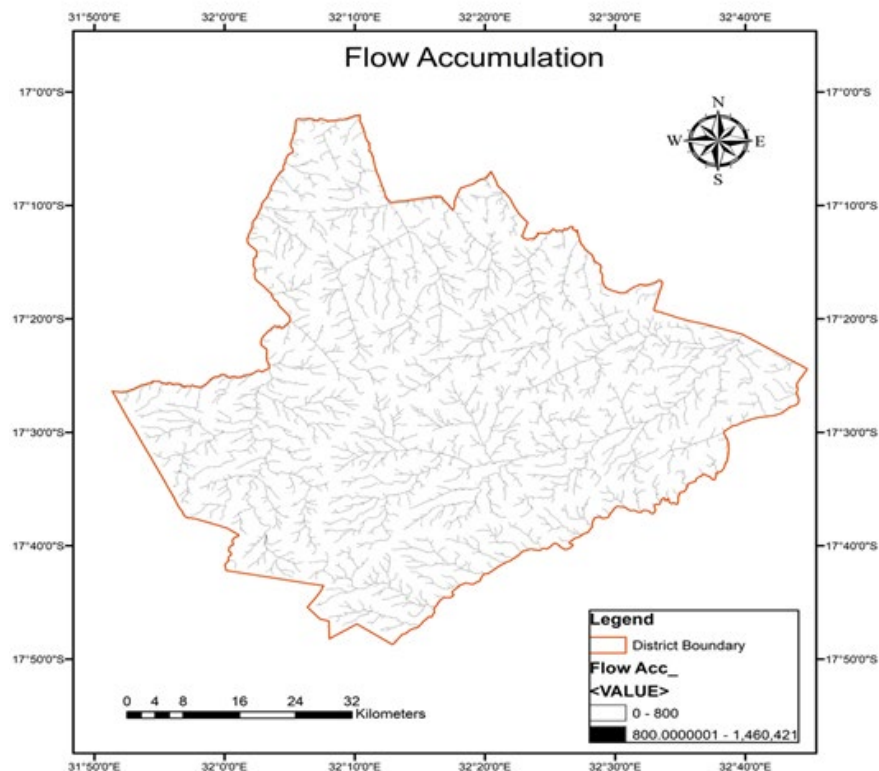 31°50'0"E 32°0'0"E 32°10'0"E 32°20'0"E 32°30'0"E 32°40'0"E
Flow Accumulation
N
W E
S
17°0'0"S 17°0'0"S
17°10'0"S 17°10'0"S
17°20'0"S 17°20'0"S
17°30'0"S 17°30'0"S
17°40'0"S 17°40'0"S
17°50'0"S 17°50'0"S
Legend
District Boundary
Flow Acc_
<VALUE>
0 - 800
800.0000001 - 1,460,421
0 4 8 16 24 32
Kilometers
31°50'0"E 32°0'0"E 32°10'0"E 32°20'0"E 32°30'0"E 32°40'0"E